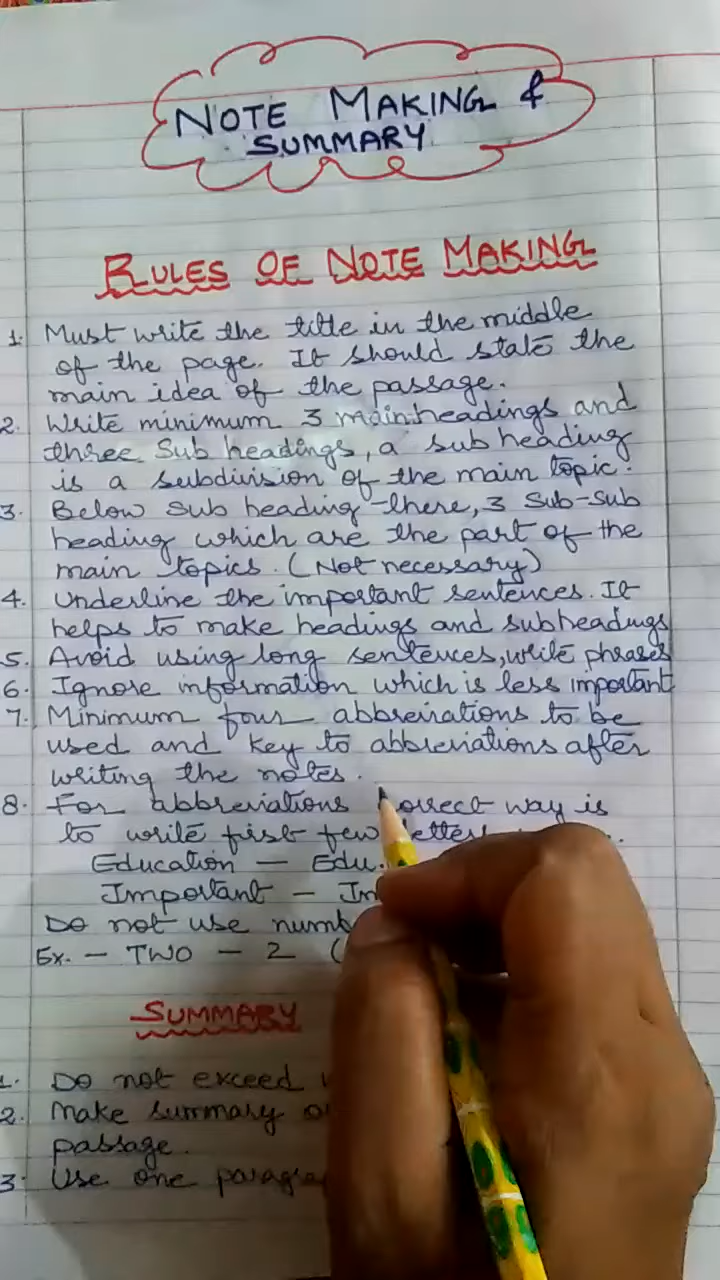 NOTE MAKING &
SUMMARY
RULES OF NOTE MAKING
1. Must write the title in the middle
of the page. It should state the
main idea of the passage.
2. Write minimum 3 main headings and
three Sub headings, a sub heading
is a subdivision of the main topic.
3. Below sub heading there, 3 sub-sub
heading which are the part of the
main topics. (Not necessary)
4. Underline the important sentences. It
helps to make headings and subheadings
5. Avoid using long sentences, write phrases
6. Ignore information which is less important
7. Minimum four abbreviations to be
used and key to abbreviations after
writing the notes.
8. For abbreviations correct way is
to write first few letters
Education - Edu.
Important -
Do not use
Ex. - TWO - 2 (
SUMMARY
1. Do not exceed
2. Make summary
passage.
3. Use one